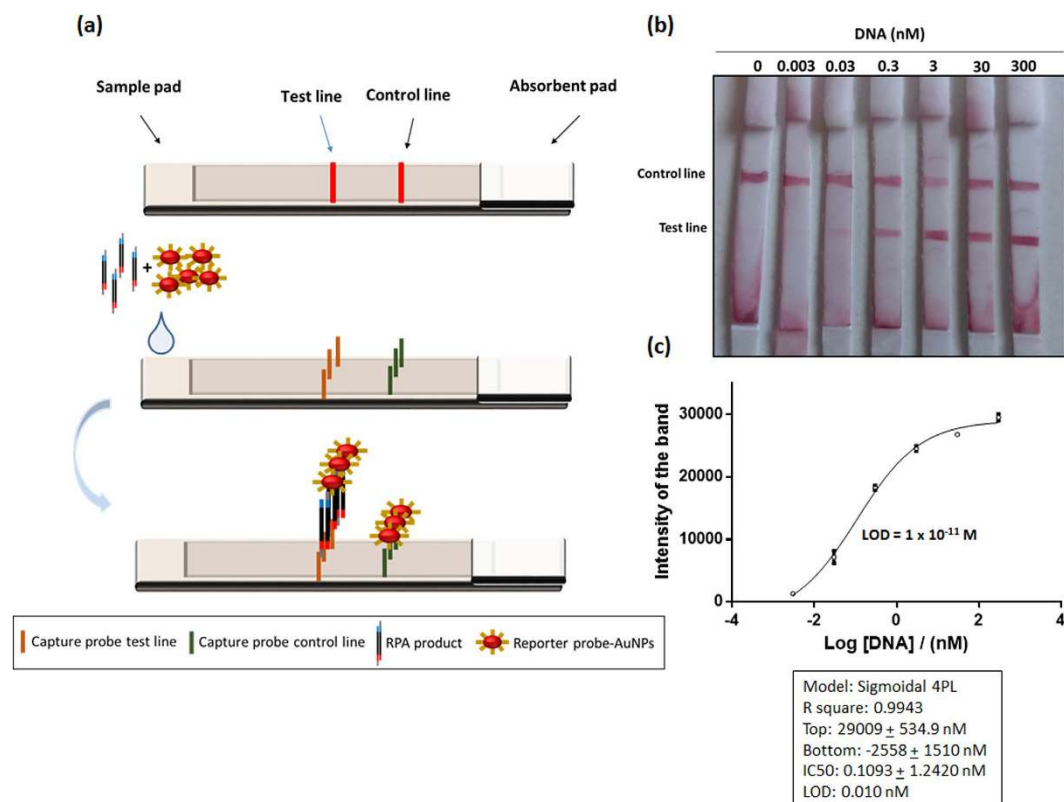 (a)
Sample pad
Test line
Control line
Absorbent pad
+
Capture probe test line
Capture probe control line
RPA product
Reporter probe-AuNPs
(b)
DNA (nM)
0 0.003 0.03 0.3 3 30 300
Control line
Test line
(c)
Intensity of the band
30000
20000
10000
0
LOD = 1 x 10⁻¹¹ M
-4 -2 0 2 4
Log [DNA] / (nM)
Model: Sigmoidal 4PL
R square: 0.9943
Top: 29009 ± 534.9 nM
Bottom: -2558 ± 1510 nM
IC50: 0.1093 ± 1.2420 nM
LOD: 0.010 nM